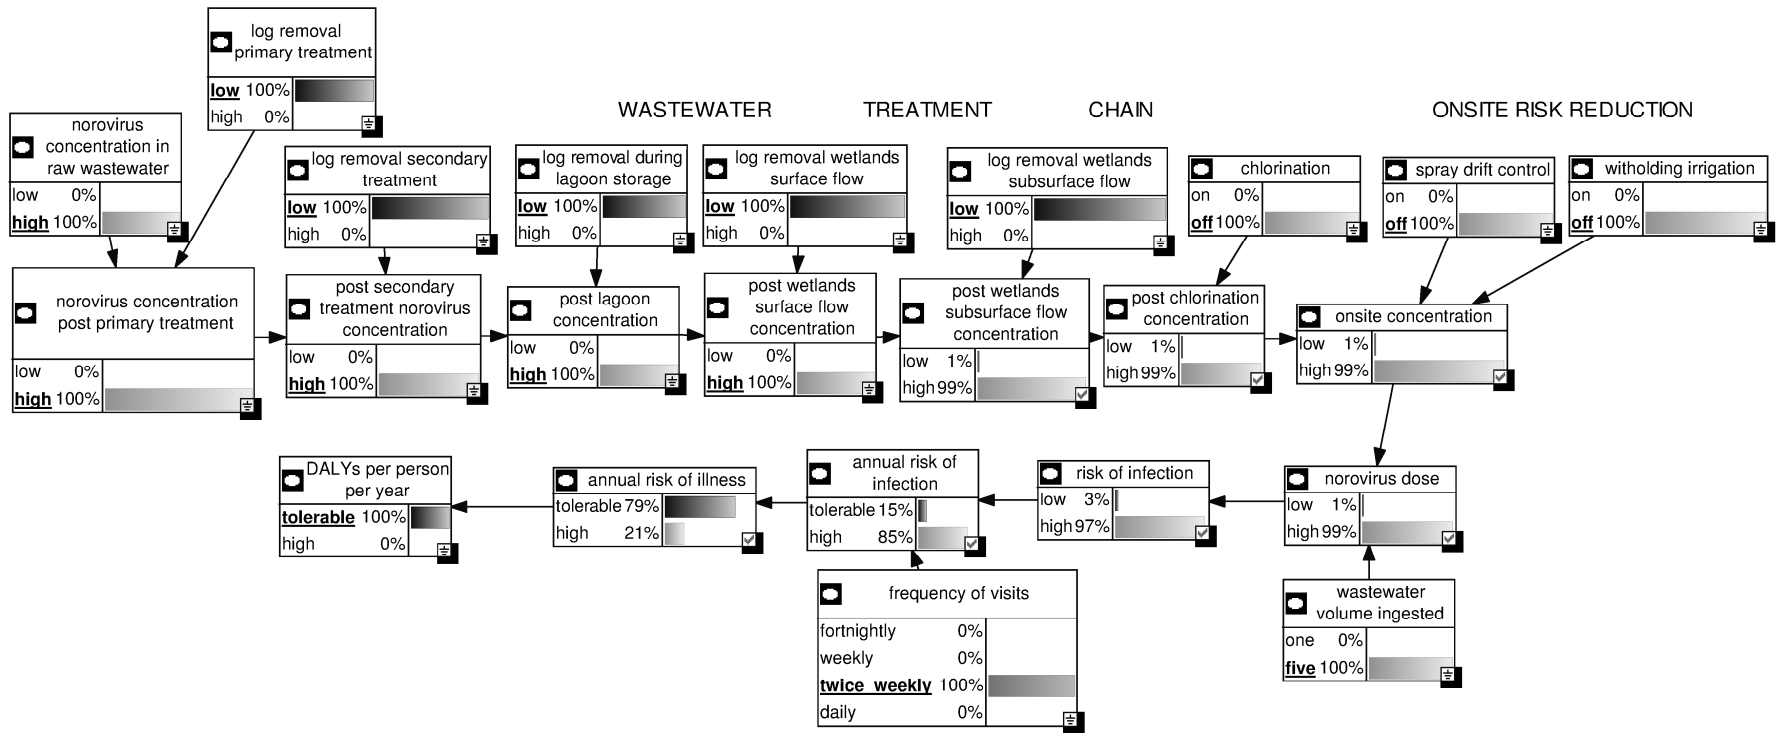 log removal
primary treatment
low 100%
high 0%
WASTEWATER TREATMENT CHAIN
ONSITE RISK REDUCTION
norovirus
concentration in
raw wastewater
low 0%
high 100%
log removal secondary
treatment
low 100%
high 0%
log removal during
lagoon storage
low 100%
high 0%
log removal wetlands
surface flow
low 100%
high 0%
log removal wetlands
subsurface flow
low 100%
high 0%
chlorination
on 0%
off 100%
spray drift control
on 0%
off 100%
witholding irrigation
on 0%
off 100%
norovirus concentration
post primary treatment
low 0%
high 100%
post secondary
treatment norovirus
concentration
low 0%
high 100%
post lagoon
concentration
low 0%
high 100%
post wetlands
surface flow
concentration
low 0%
high 100%
post wetlands
subsurface flow
concentration
low 1%
high 99%
post chlorination
concentration
low 1%
high 99%
onsite concentration
low 1%
high 99%
DALYs per person
per year
tolerable 100%
high 0%
annual risk of illness
tolerable 79%
high 21%
annual risk of
infection
tolerable 15%
high 85%
risk of infection
low 3%
high 97%
norovirus dose
low 1%
high 99%
frequency of visits
fortnightly 0%
weekly 0%
twice_weekly 100%
daily 0%
wastewater
volume ingested
one 0%
five 100%